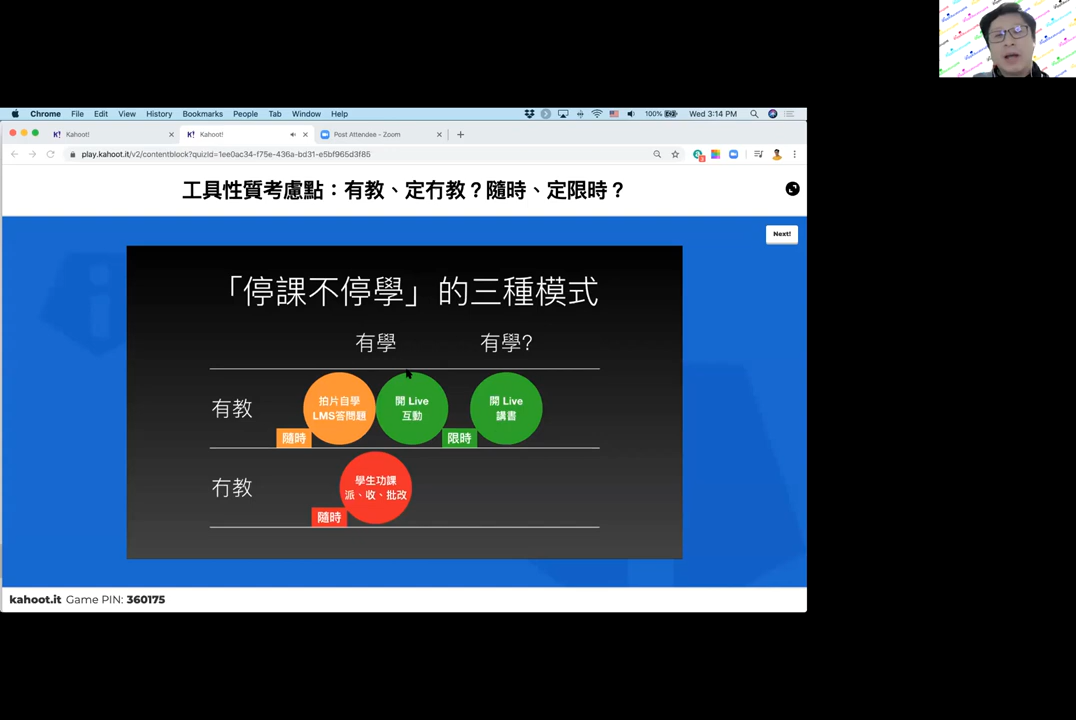 Chrome File Edit View History Bookmarks People Tab Window Help 100% Wed 3:14 PM
Kahoot! Kahoot! Post Attendee - Zoom
play.kahoot.it/v2/contentblock?quizId=1ee0ac34-f75e-436a-bd31-e5bf965d3f85
工具性質考慮點：有教、定冇教？隨時、定限時？
Next!
「停課不停學」的三種模式
有學 有學?
有教
拍片自學
LMS答問題
隨時
開 Live
互動
限時
開 Live
講書
冇教
學生功課
派、收、批改
隨時
kahoot.it Game PIN: 360175